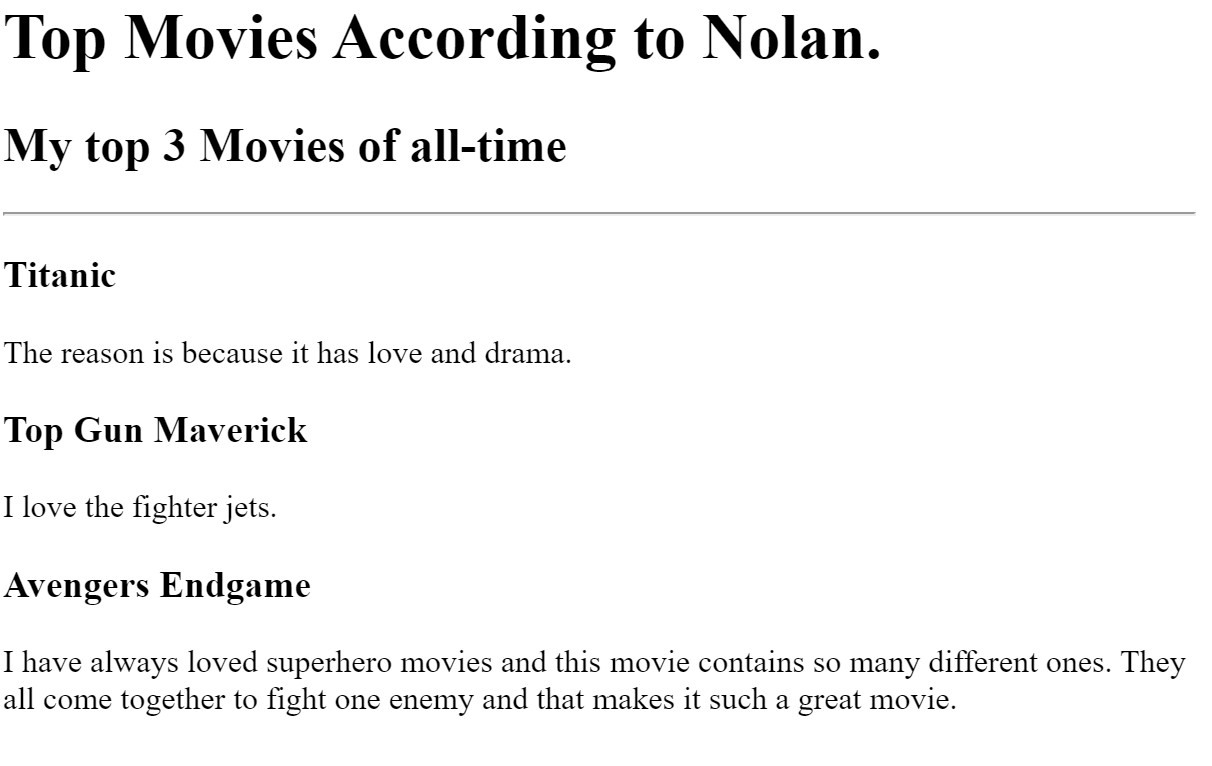 Top Movies According to Nolan.
My top 3 Movies of all-time
Titanic
The reason is because it has love and drama.
Top Gun Maverick
I love the fighter jets.
Avengers Endgame
I have always loved superhero movies and this movie contains so many different ones. They
all come together to fight one enemy and that makes it such a great movie.